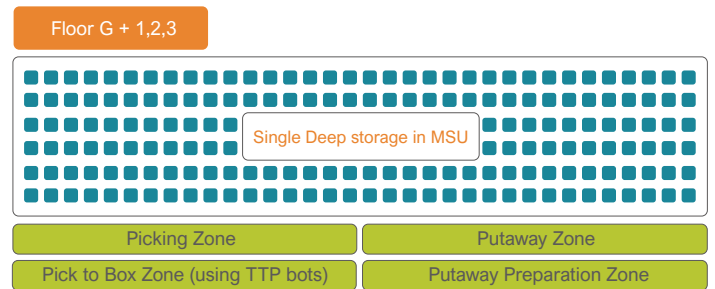 Floor G + 1,2,3
Single Deep storage in MSU
Picking Zone
Putaway Zone
Pick to Box Zone (using TTP bots)
Putaway Preparation Zone